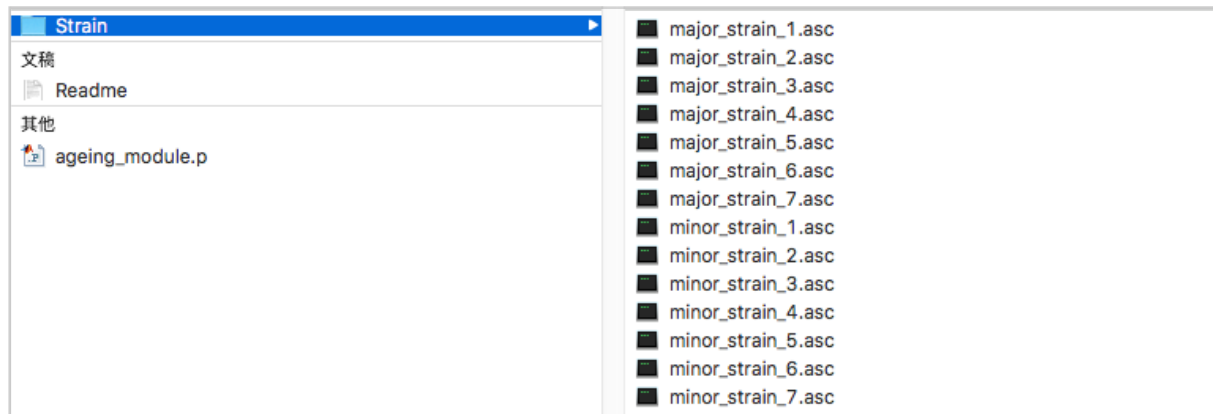 Strain
文稿
Readme
其他
ageing_module.p
major_strain_1.asc
major_strain_2.asc
major_strain_3.asc
major_strain_4.asc
major_strain_5.asc
major_strain_6.asc
major_strain_7.asc
minor_strain_1.asc
minor_strain_2.asc
minor_strain_3.asc
minor_strain_4.asc
minor_strain_5.asc
minor_strain_6.asc
minor_strain_7.asc